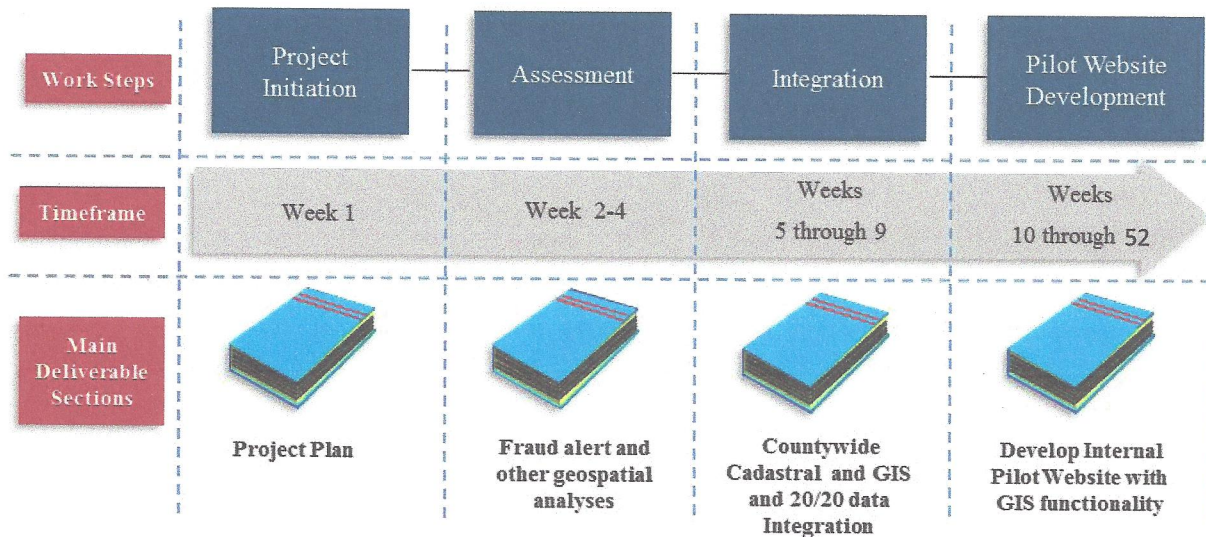 Work Steps
Project
Initiation
Assessment
Integration
Pilot Website
Development
Timeframe
Week 1
Week 2-4
Weeks
5 through 9
Weeks
10 through 52
Main
Deliverable
Sections
Project Plan
Fraud alert and
other geospatial
analyses
Countywide
Cadastral and GIS
and 20/20 data
Integration
Develop Internal
Pilot Website with
GIS functionality